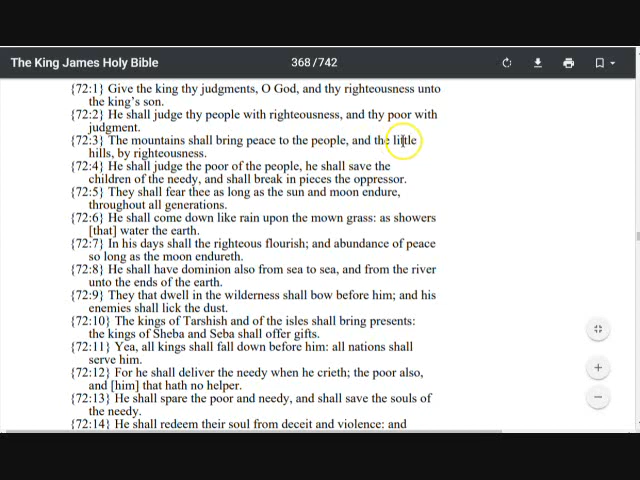 The King James Holy Bible
368 / 742
{72:1} Give the king thy judgments, O God, and thy righteousness unto
the king's son.
{72:2} He shall judge thy people with righteousness, and thy poor with
judgment.
{72:3} The mountains shall bring peace to the people, and the little
hills, by righteousness.
{72:4} He shall judge the poor of the people, he shall save the
children of the needy, and shall break in pieces the oppressor.
{72:5} They shall fear thee as long as the sun and moon endure,
throughout all generations.
{72:6} He shall come down like rain upon the mown grass: as showers
[that] water the earth.
{72:7} In his days shall the righteous flourish; and abundance of peace
so long as the moon endureth.
{72:8} He shall have dominion also from sea to sea, and from the river
unto the ends of the earth.
{72:9} They that dwell in the wilderness shall bow before him; and his
enemies shall lick the dust.
{72:10} The kings of Tarshish and of the isles shall bring presents:
the kings of Sheba and Seba shall offer gifts.
{72:11} Yea, all kings shall fall down before him: all nations shall
serve him.
{72:12} For he shall deliver the needy when he crieth; the poor also,
and [him] that hath no helper.
{72:13} He shall spare the poor and needy, and shall save the souls of
the needy.
{72:14} He shall redeem their soul from deceit and violence: and